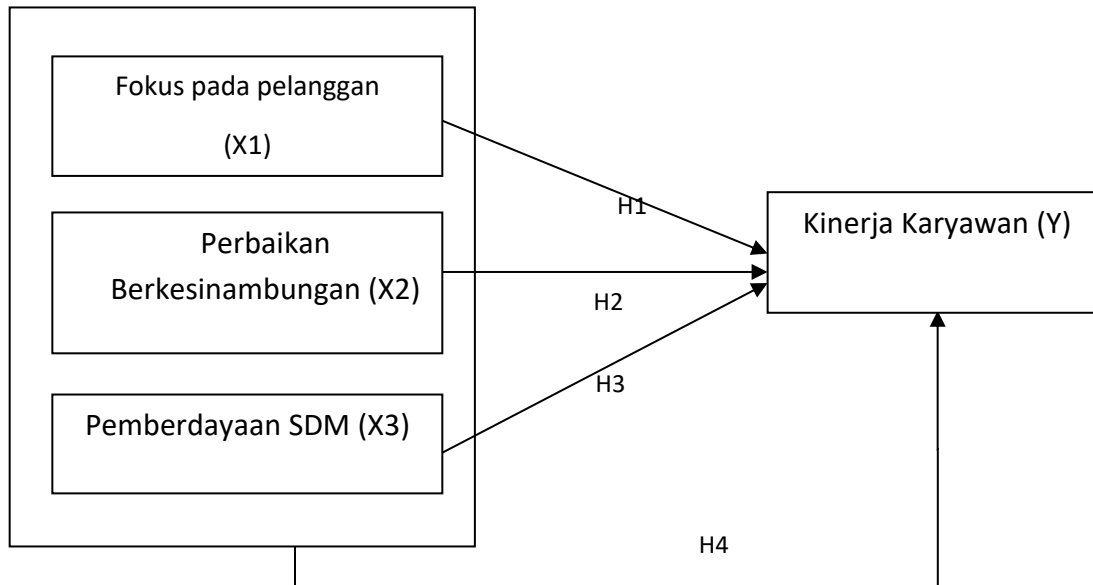 Fokus pada pelanggan
(X1)
Perbaikan
Berkesinambungan (X2)
Pemberdayaan SDM (X3)
H1
H2
H3
Kinerja Karyawan (Y)
H4